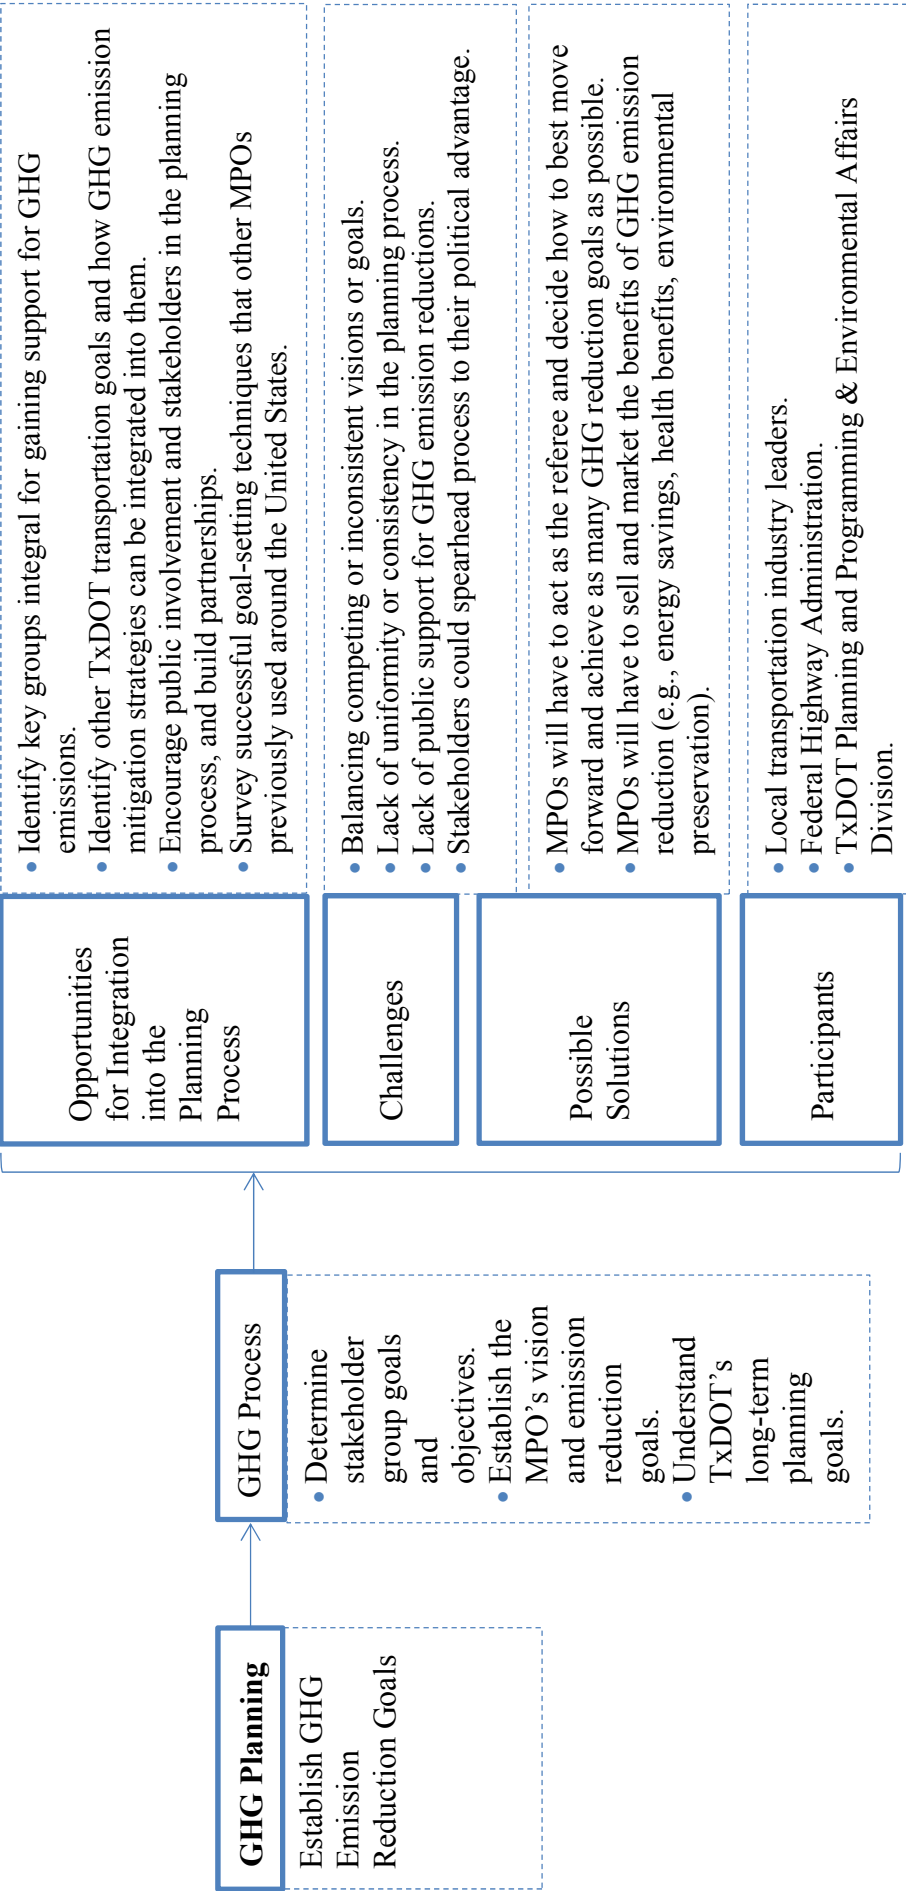 GHG Planning
Establish GHG
Emission
Reduction Goals
GHG Process
• Determine
stakeholder
group goals
and
objectives.
• Establish the
MPO’s vision
and emission
reduction
goals.
• Understand
TxDOT’s
long-term
planning
goals.
Opportunities
for Integration
into the
Planning
Process
• Identify key groups integral for gaining support for GHG
emissions.
• Identify other TxDOT transportation goals and how GHG emission
mitigation strategies can be integrated into them.
• Encourage public involvement and stakeholders in the planning
process, and build partnerships.
• Survey successful goal-setting techniques that other MPOs
previously used around the United States.
Challenges
• Balancing competing or inconsistent visions or goals.
• Lack of uniformity or consistency in the planning process.
• Lack of public support for GHG emission reductions.
• Stakeholders could spearhead process to their political advantage.
Possible
Solutions
• MPOs will have to act as the referee and decide how to best move
forward and achieve as many GHG reduction goals as possible.
• MPOs will have to sell and market the benefits of GHG emission
reduction (e.g., energy savings, health benefits, environmental
preservation).
Participants
• Local transportation industry leaders.
• Federal Highway Administration.
• TxDOT Planning and Programming & Environmental Affairs
Division.